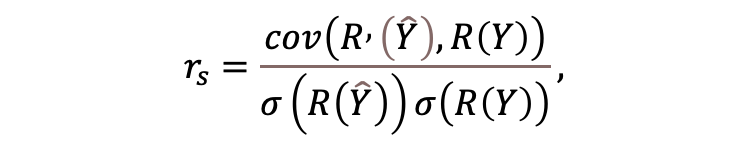 r_s = cov(R, (Ŷ), R(Y)) / σ(R(Ŷ)) σ(R(Y)),